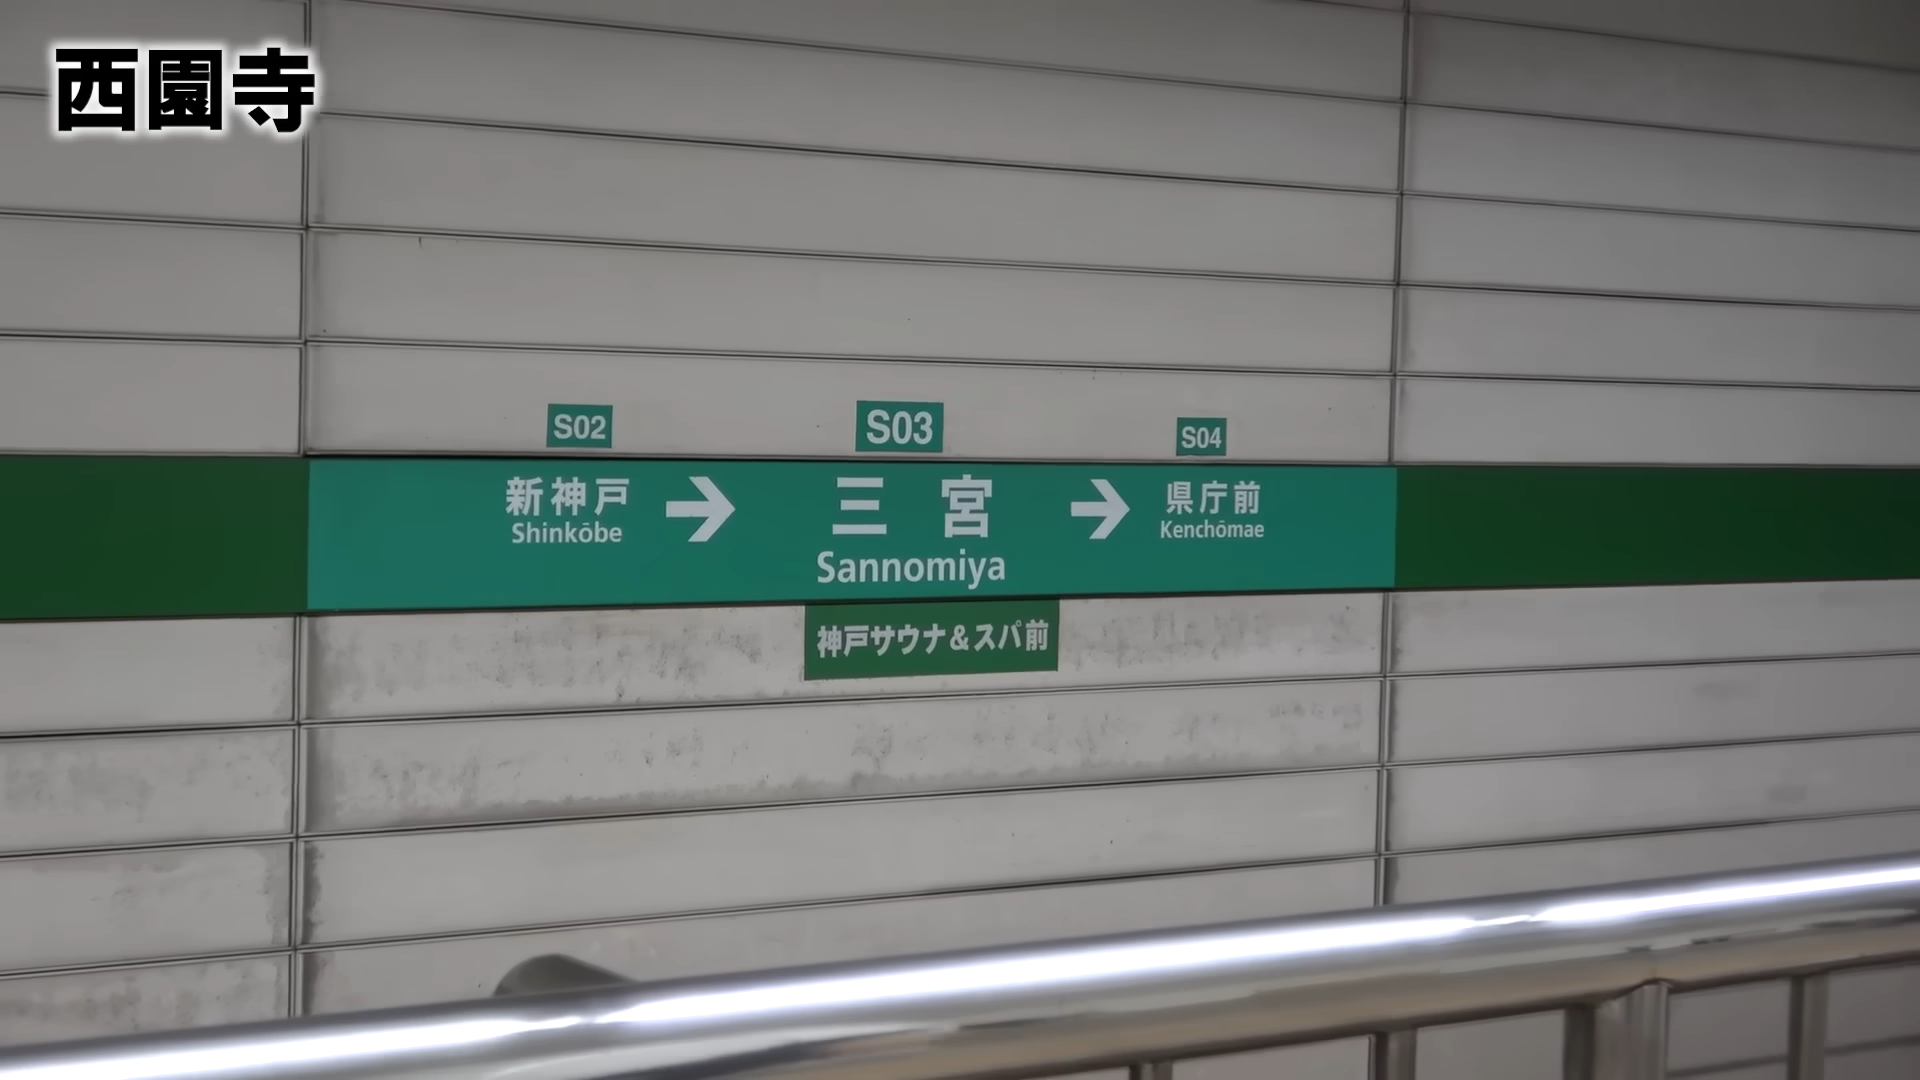 西園寺
S02
S03
S04
新神戸
Shinkōbe
三宮
Sannomiya
県庁前
Kenchōmae
神戸サウナ&スパ前